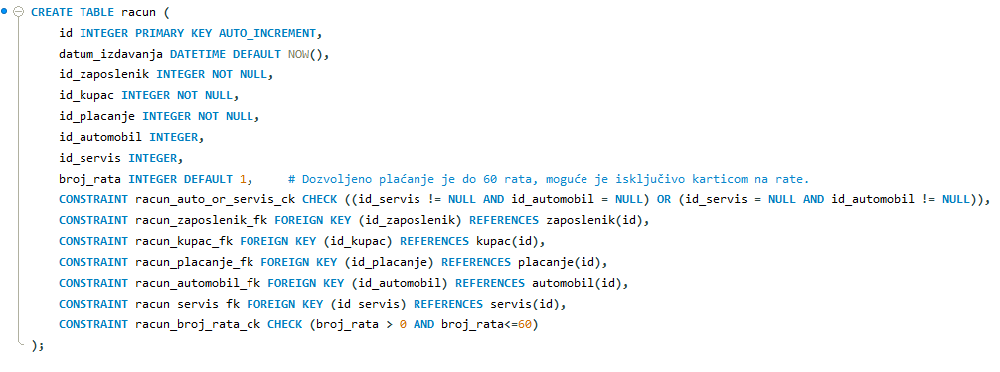 CREATE TABLE racun (
id INTEGER PRIMARY KEY AUTO_INCREMENT,
datum_izdavanja DATETIME DEFAULT NOW(),
id_zaposlenik INTEGER NOT NULL,
id_kupac INTEGER NOT NULL,
id_placanje INTEGER NOT NULL,
id_automobil INTEGER,
id_servis INTEGER,
broj_rata INTEGER DEFAULT 1,     # Dozvoljeno plaćanje je do 60 rata, moguće je isključivo karticom na rate.
CONSTRAINT racun_auto_or_servis_ck CHECK ((id_servis != NULL AND id_automobil = NULL) OR (id_servis = NULL AND id_automobil != NULL)),
CONSTRAINT racun_zaposlenik_fk FOREIGN KEY (id_zaposlenik) REFERENCES zaposlenik(id),
CONSTRAINT racun_kupac_fk FOREIGN KEY (id_kupac) REFERENCES kupac(id),
CONSTRAINT racun_placanje_fk FOREIGN KEY (id_placanje) REFERENCES placanje(id),
CONSTRAINT racun_automobil_fk FOREIGN KEY (id_automobil) REFERENCES automobil(id),
CONSTRAINT racun_servis_fk FOREIGN KEY (id_servis) REFERENCES servis(id),
CONSTRAINT racun_broj_rata_ck CHECK (broj_rata > 0 AND broj_rata<=60)
);